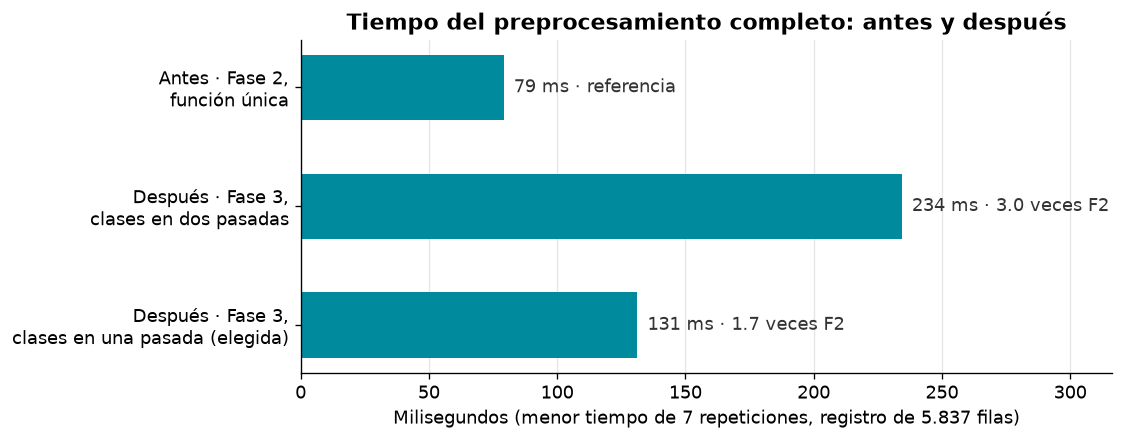 Tiempo del preprocesamiento completo: antes y después
Antes · Fase 2,
función única
79 ms · referencia
Después · Fase 3,
clases en dos pasadas
234 ms · 3.0 veces F2
Después · Fase 3,
clases en una pasada (elegida)
131 ms · 1.7 veces F2
0 50 100 150 200 250 300
Milisegundos (menor tiempo de 7 repeticiones, registro de 5.837 filas)